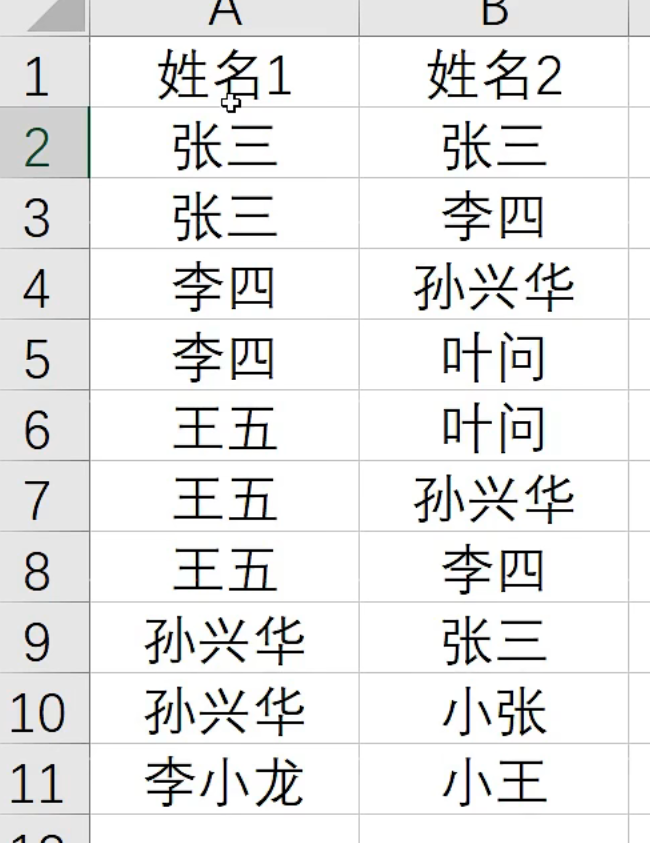 A B
1 姓名1 姓名2
2 张三 张三
3 张三 李四
4 李四 孙兴华
5 李四 叶问
6 王五 叶问
7 王五 孙兴华
8 王五 李四
9 孙兴华 张三
10 孙兴华 小张
11 李小龙 小王